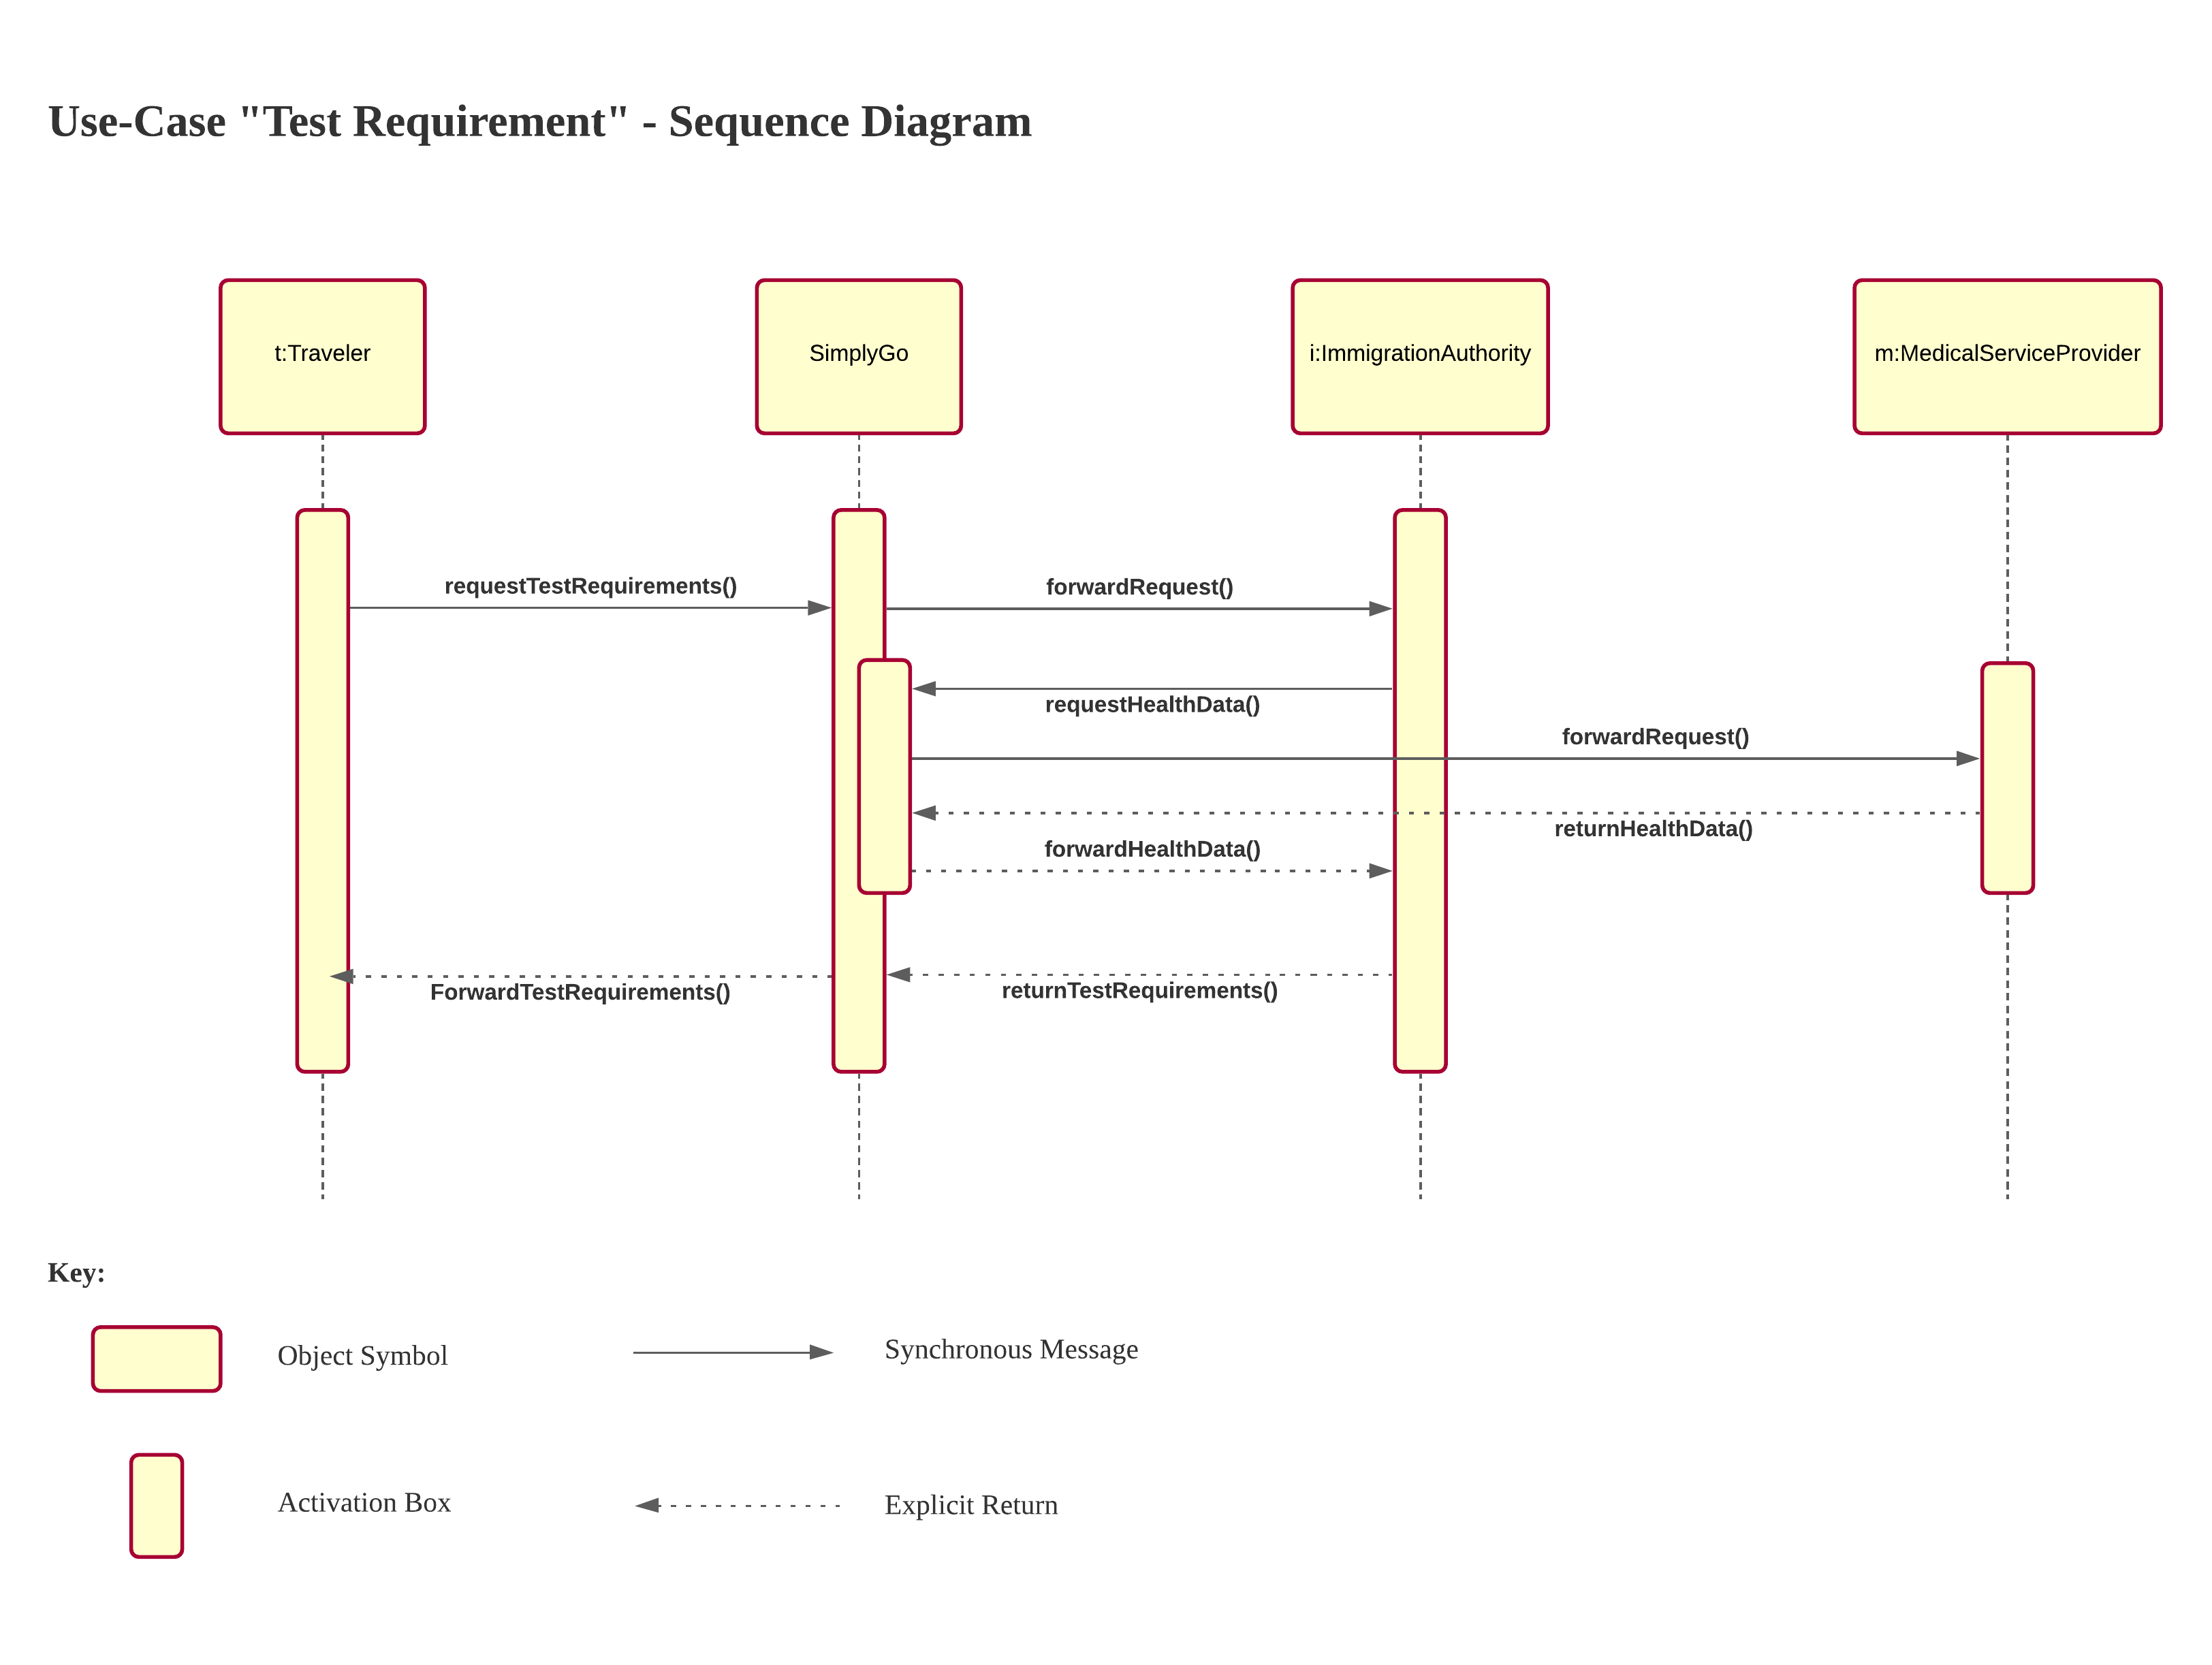 Use-Case "Test Requirement" - Sequence Diagram
t:Traveler
SimplyGo
i:ImmigrationAuthority
m:MedicalServiceProvider
requestTestRequirements()
forwardRequest()
requestHealthData()
forwardRequest()
returnHealthData()
forwardHealthData()
ForwardTestRequirements()
returnTestRequirements()
Key:
Object Symbol
Synchronous Message
Activation Box
Explicit Return